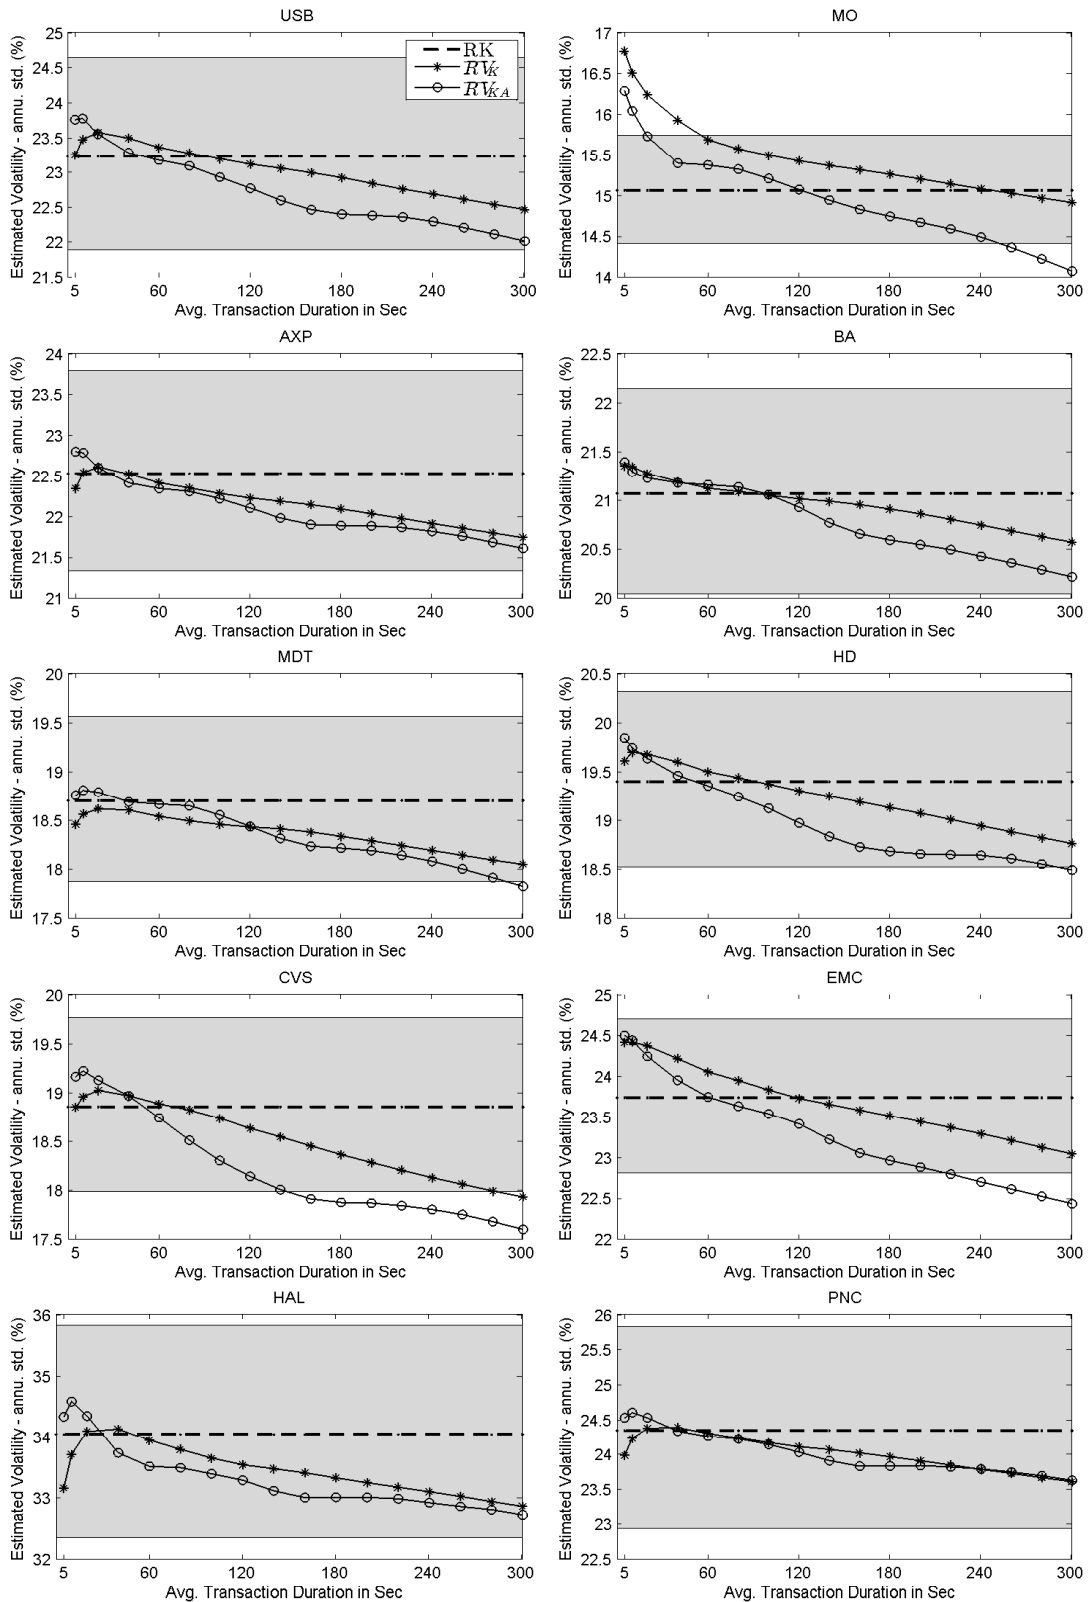 USB
Estimated Volatility - annu. std. (%)
25
24.5
24
23.5
23
22.5
22
21.5
RK
RV_K
RV_KA
5 60 120 180 240 300
Avg. Transaction Duration in Sec
MO
Estimated Volatility - annu. std. (%)
17
16.5
16
15.5
15
14.5
14
5 60 120 180 240 300
Avg. Transaction Duration in Sec
AXP
Estimated Volatility - annu. std. (%)
24
23.5
23
22.5
22
21.5
21
5 60 120 180 240 300
Avg. Transaction Duration in Sec
BA
Estimated Volatility - annu. std. (%)
22.5
22
21.5
21
20.5
20
5 60 120 180 240 300
Avg. Transaction Duration in Sec
MDT
Estimated Volatility - annu. std. (%)
20
19.5
19
18.5
18
17.5
5 60 120 180 240 300
Avg. Transaction Duration in Sec
HD
Estimated Volatility - annu. std. (%)
20.5
20
19.5
19
18.5
18
5 60 120 180 240 300
Avg. Transaction Duration in Sec
CVS
Estimated Volatility - annu. std. (%)
20
19.5
19
18.5
18
17.5
5 60 120 180 240 300
Avg. Transaction Duration in Sec
EMC
Estimated Volatility - annu. std. (%)
25
24.5
24
23.5
23
22.5
22
5 60 120 180 240 300
Avg. Transaction Duration in Sec
HAL
Estimated Volatility - annu. std. (%)
36
35
34
33
32
5 60 120 180 240 300
Avg. Transaction Duration in Sec
PNC
Estimated Volatility - annu. std. (%)
26
25.5
25
24.5
24
23.5
23
22.5
5 60 120 180 240 300
Avg. Transaction Duration in Sec